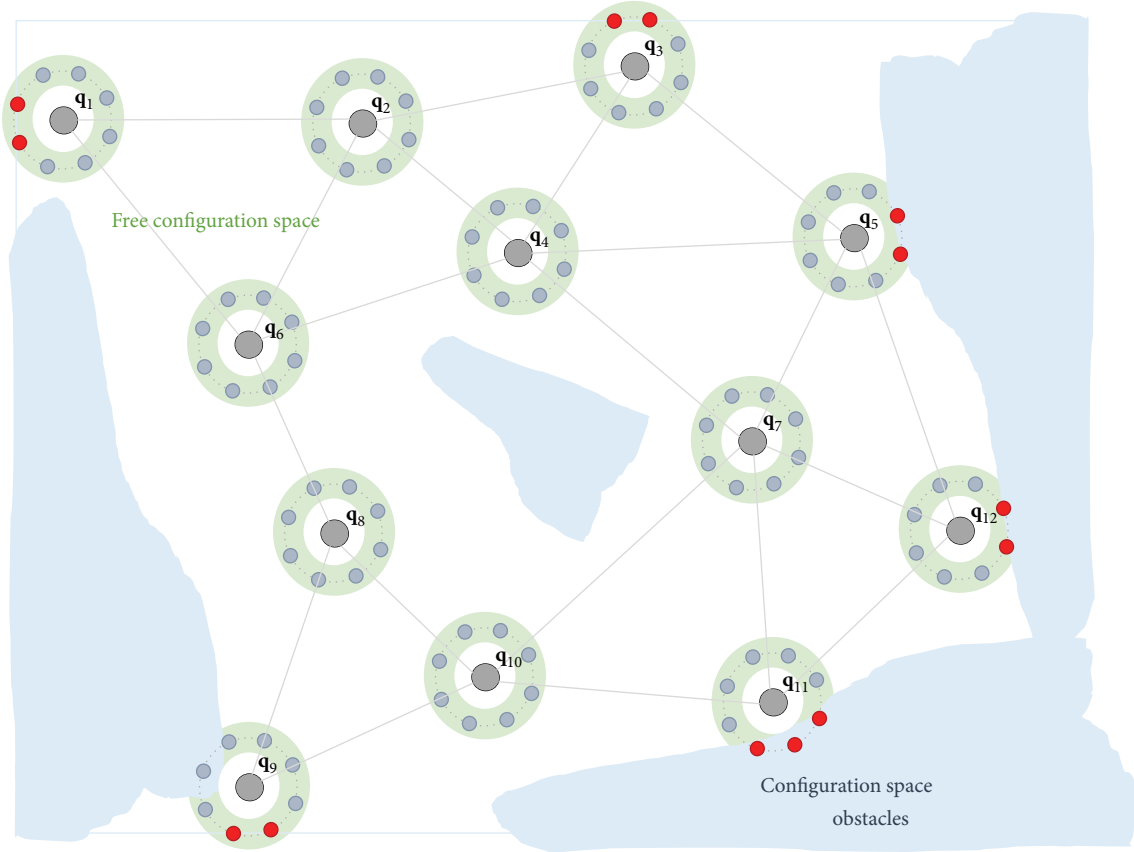 q3
q1
q2
Free configuration space
q4
q5
q6
q7
q8
q12
q10
q11
q9
Configuration space
obstacles